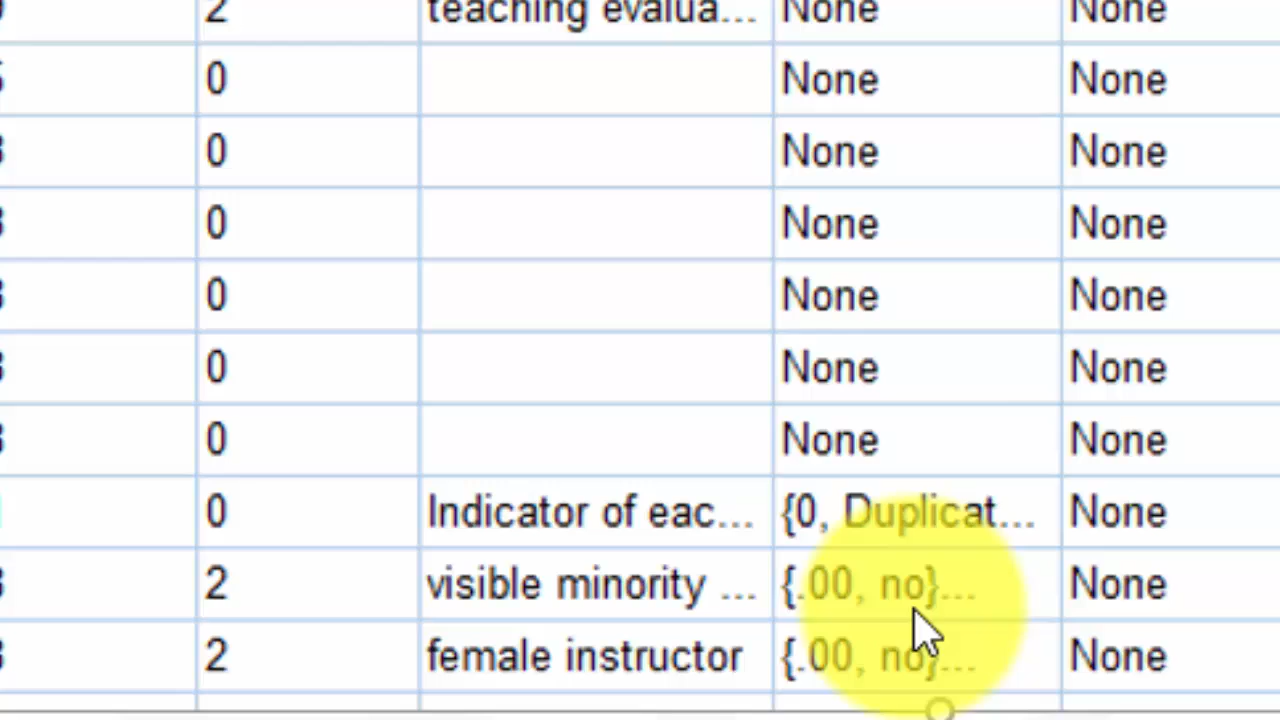 2 teaching evalua... None None
0 None None
0 None None
0 None None
0 None None
0 None None
0 None None
0 Indicator of eac... {0, Duplicat... None
2 visible minority ... {.00, no}... None
2 female instructor {.00, no}... None